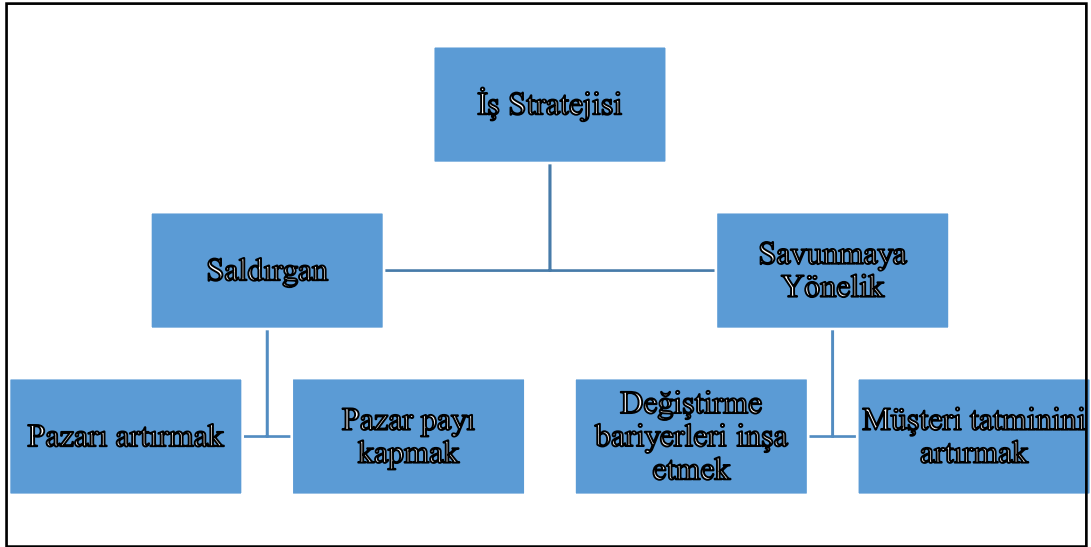 İş Stratejisi
Saldırgan
Savunmaya
Yönelik
Pazarı artırmak
Pazar payı
kapmak
Değiştirme
bariyerleri inşa
etmek
Müşteri tatminini
artırmak